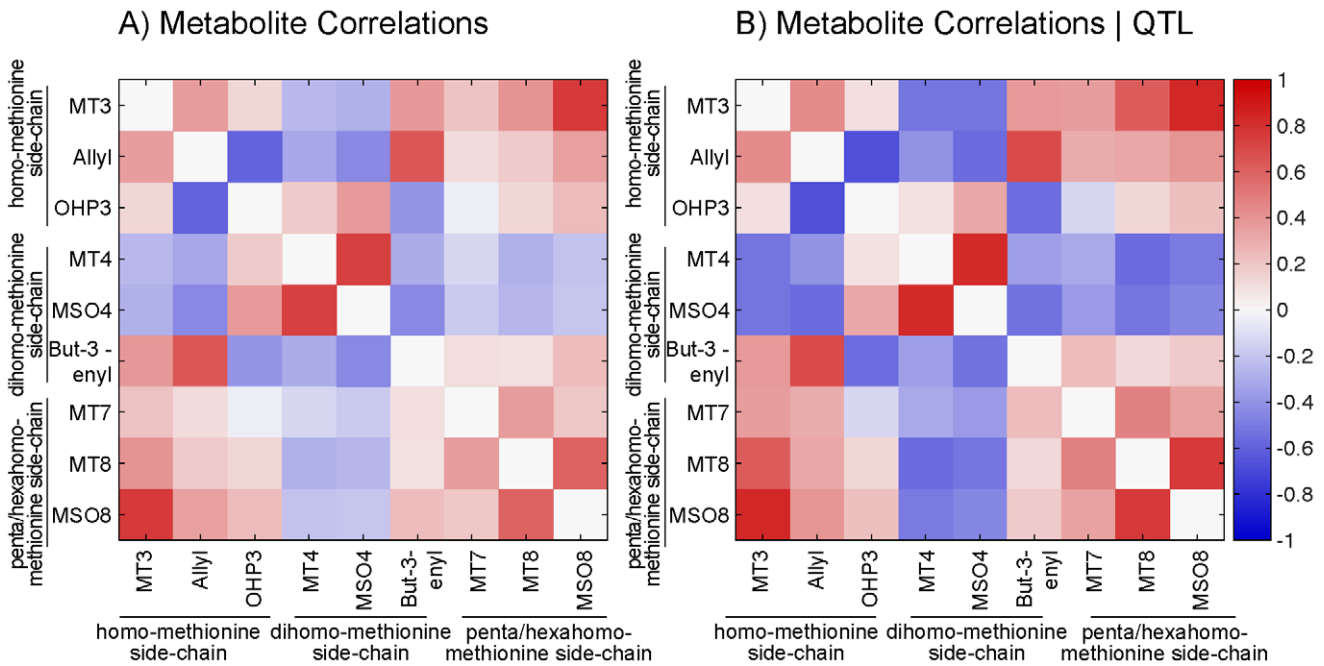 A) Metabolite Correlations
homo-methionine
side-chain
dihomo-methionine
side-chain
penta/hexahomo-
methionine side-chain
MT3
Allyl
OHP3
MT4
MSO4
But-3 -
enyl
MT7
MT8
MSO8
MT3
Allyl
OHP3
MT4
MSO4
But-3-
enyl
MT7
MT8
MSO8
homo-methionine
side-chain
dihomo-methionine
side-chain
penta/hexahomo-
methionine side-chain
B) Metabolite Correlations | QTL
homo-methionine
side-chain
dihomo-methionine
side-chain
penta/hexahomo-
methionine side-chain
MT3
Allyl
OHP3
MT4
MSO4
But-3 -
enyl
MT7
MT8
MSO8
MT3
Allyl
OHP3
MT4
MSO4
But-3-
enyl
MT7
MT8
MSO8
homo-methionine
side-chain
dihomo-methionine
side-chain
penta/hexahomo-
methionine side-chain
1
0.8
0.6
0.4
0.2
0
-0.2
-0.4
-0.6
-0.8
-1